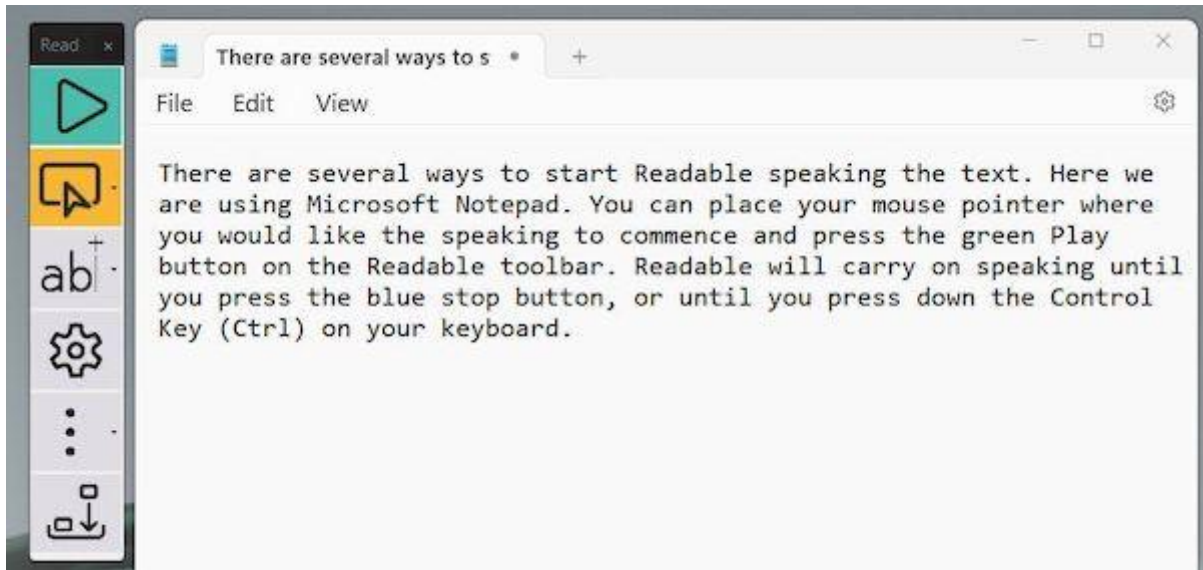 Read ×
There are several ways to s
File Edit View
There are several ways to start Readable speaking the text. Here we
are using Microsoft Notepad. You can place your mouse pointer where
you would like the speaking to commence and press the green Play
button on the Readable toolbar. Readable will carry on speaking until
you press the blue stop button, or until you press down the Control
Key (Ctrl) on your keyboard.
ab